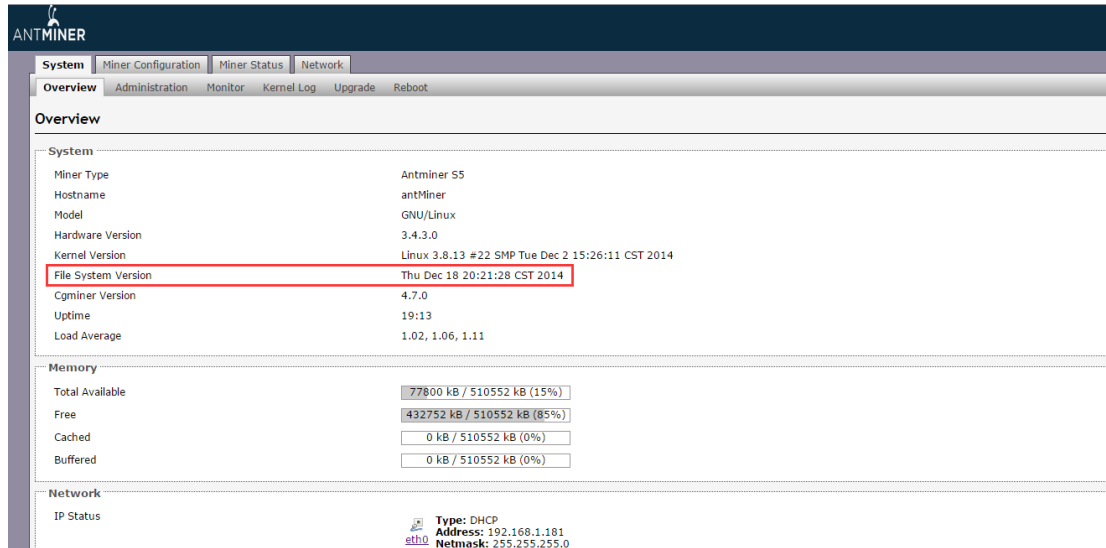 ANTMINER
System Miner Configuration Miner Status Network
Overview Administration Monitor Kernel Log Upgrade Reboot
Overview
System
Miner Type Antminer S5
Hostname antMiner
Model GNU/Linux
Hardware Version 3.4.3.0
Kernel Version Linux 3.8.13 #22 SMP Tue Dec 2 15:26:11 CST 2014
File System Version Thu Dec 18 20:21:28 CST 2014
Cgminer Version 4.7.0
Uptime 19:13
Load Average 1.02, 1.06, 1.11
Memory
Total Available 77800 kB / 510552 kB (15%)
Free 432752 kB / 510552 kB (85%)
Cached 0 kB / 510552 kB (0%)
Buffered 0 kB / 510552 kB (0%)
Network
IP Status Type: DHCP
Address: 192.168.1.181
eth0 Netmask: 255.255.255.0